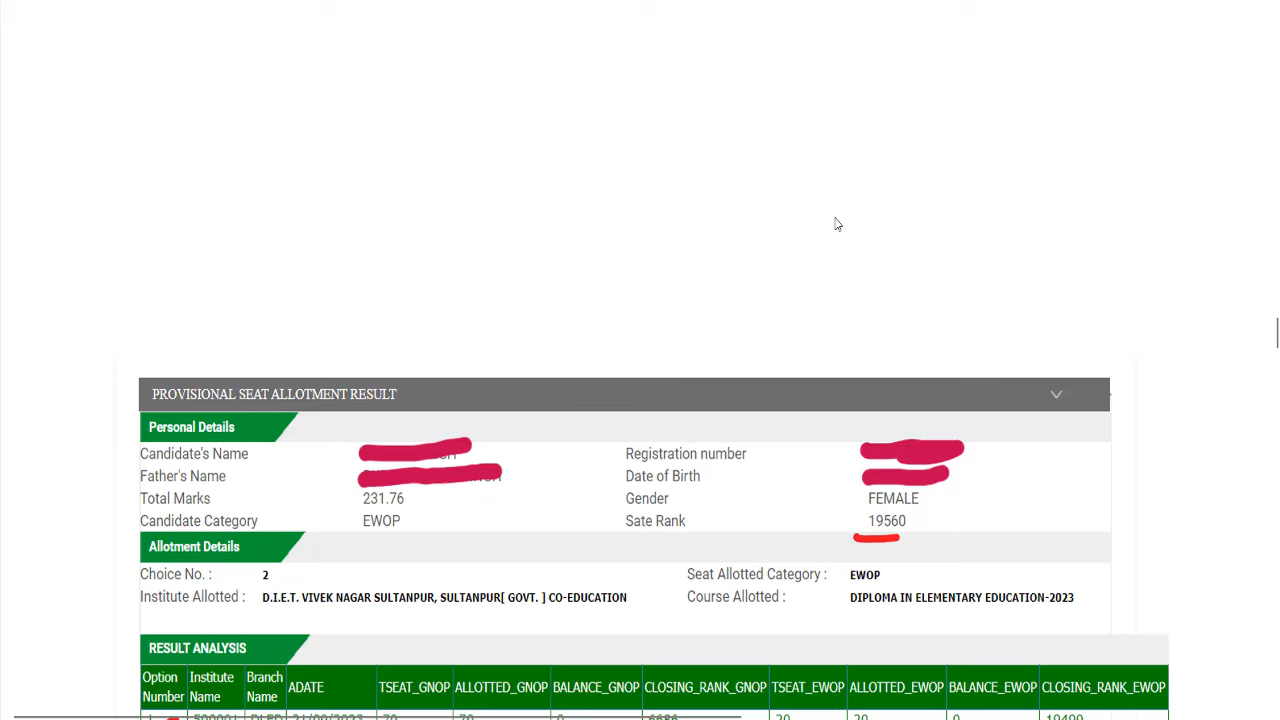 PROVISIONAL SEAT ALLOTMENT RESULT
Personal Details
Candidate's Name Registration number
Father's Name Date of Birth
Total Marks 231.76 Gender FEMALE
Candidate Category EWOP Sate Rank 19560
Allotment Details
Choice No. : 2 Seat Allotted Category : EWOP
Institute Allotted : D.I.E.T. VIVEK NAGAR SULTANPUR, SULTANPUR[ GOVT. ] CO-EDUCATION Course Allotted : DIPLOMA IN ELEMENTARY EDUCATION-2023
RESULT ANALYSIS
Option Institute Branch
Number Name Name ADATE TSEAT_GNOP ALLOTTED_GNOP BALANCE_GNOP CLOSING_RANK_GNOP TSEAT_EWOP ALLOTTED_EWOP BALANCE_EWOP CLOSING_RANK_EWOP